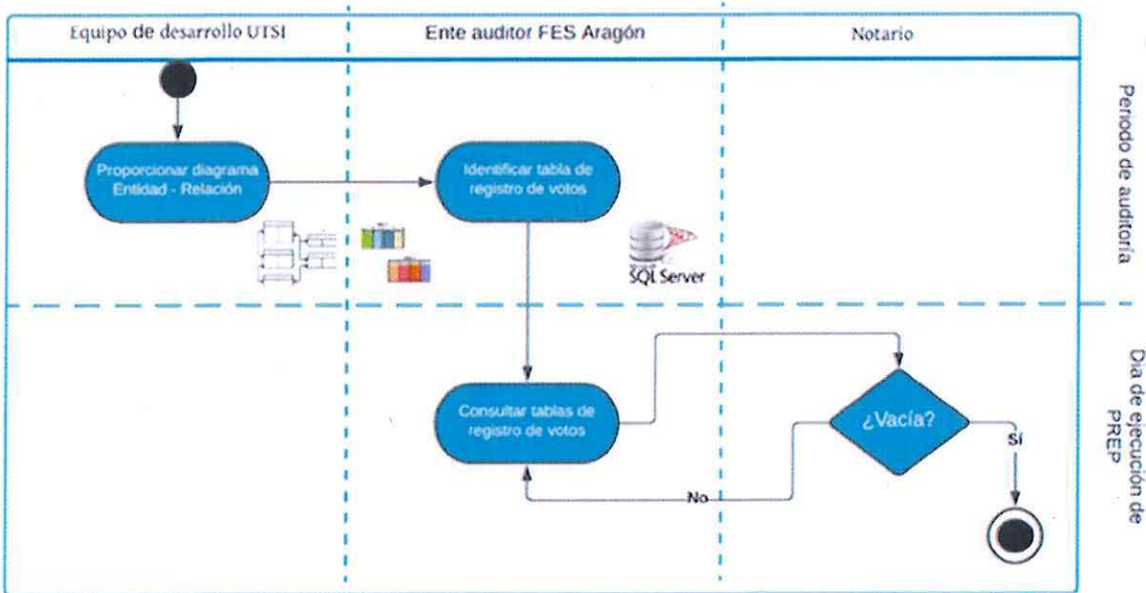 Equipo de desarrollo UTSI
Ente auditor FES Aragón
Notario
Proporcionar diagrama
Entidad - Relación
Identificar tabla de
registro de votos
SQL Server
Periodo de auditoría
Consultar tablas de
registro de votos
¿Vacía?
Sí
No
Dia de ejecución de
PREP